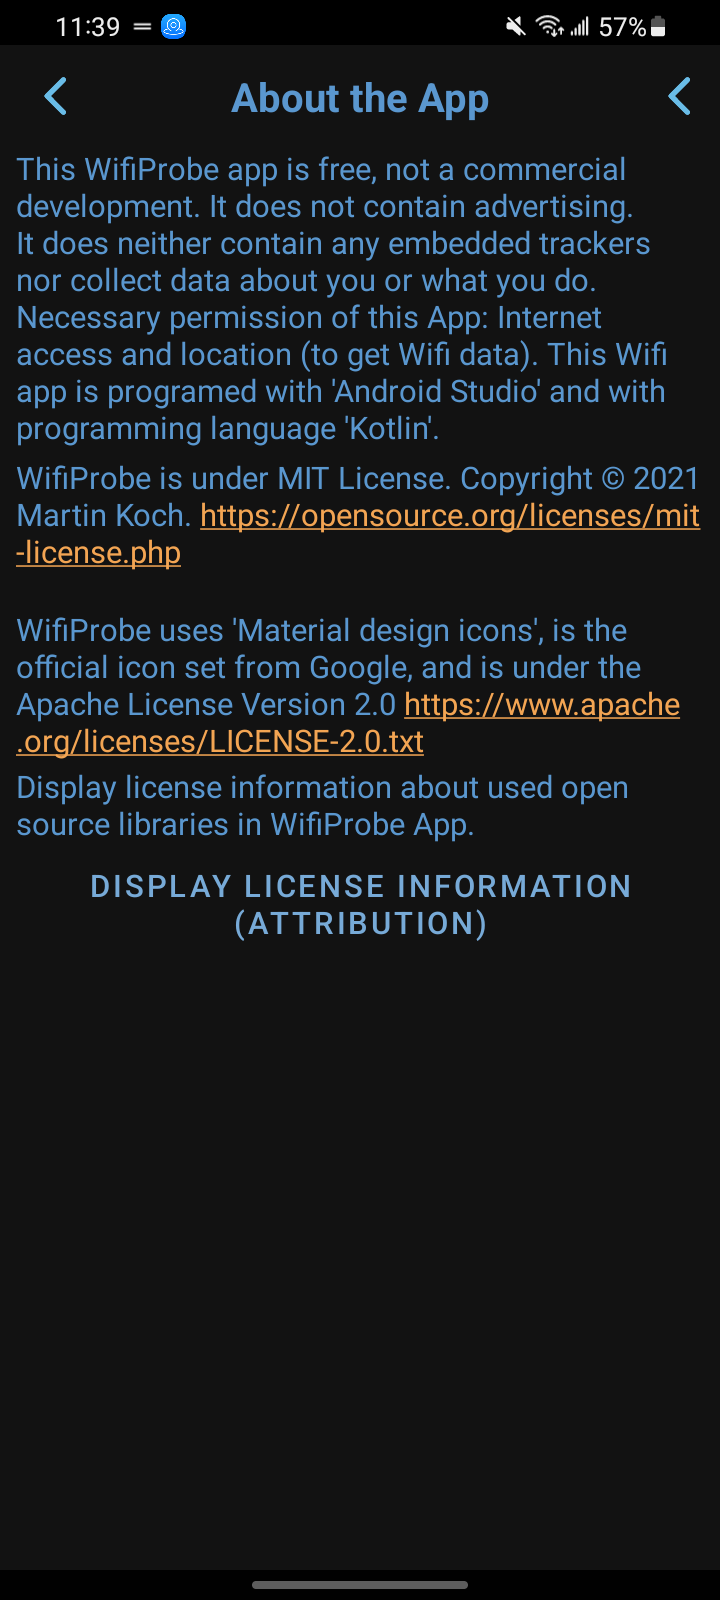 11:39
57%
About the App
This WifiProbe app is free, not a commercial
development. It does not contain advertising.
It does neither contain any embedded trackers
nor collect data about you or what you do.
Necessary permission of this App: Internet
access and location (to get Wifi data). This Wifi
app is programed with 'Android Studio' and with
programming language 'Kotlin'.
WifiProbe is under MIT License. Copyright © 2021
Martin Koch. https://opensource.org/licenses/mit
-license.php
WifiProbe uses 'Material design icons', is the
official icon set from Google, and is under the
Apache License Version 2.0 https://www.apache
.org/licenses/LICENSE-2.0.txt
Display license information about used open
source libraries in WifiProbe App.
DISPLAY LICENSE INFORMATION
(ATTRIBUTION)